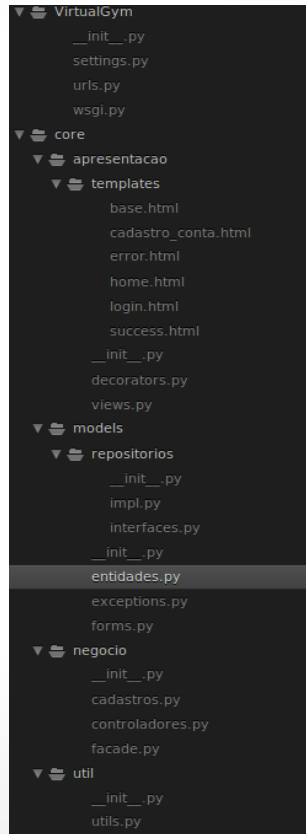 VirtualGym
__init__.py
settings.py
urls.py
wsgi.py
core
apresentacao
templates
base.html
cadastro_conta.html
error.html
home.html
login.html
success.html
__init__.py
decorators.py
views.py
models
repositorios
__init__.py
impl.py
interfaces.py
__init__.py
entidades.py
exceptions.py
forms.py
negocio
__init__.py
cadastros.py
controladores.py
facade.py
util
__init__.py
utils.py